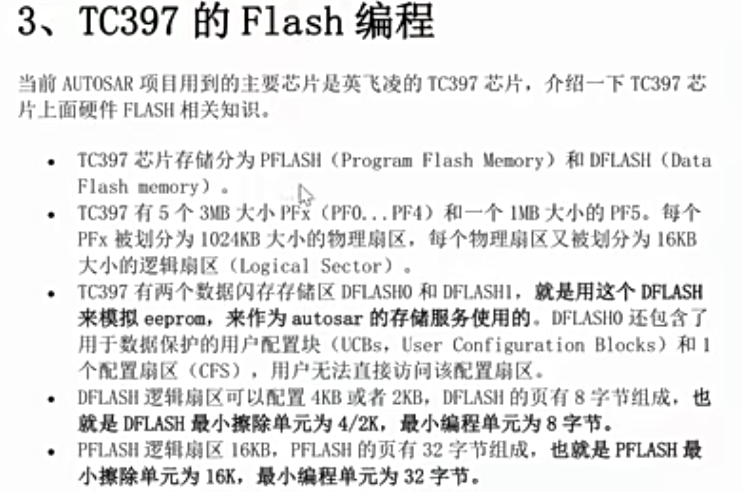 3、TC397 的 Flash 编程
当前 AUTOSAR 项目用到的主要芯片是英飞凌的 TC397 芯片，介绍一下 TC397 芯
片上面硬件 FLASH 相关知识。
• TC397 芯片存储分为 PFLASH（Program Flash Memory）和 DFLASH（Data
Flash memory）。
• TC397 有 5 个 3MB 大小 PFx（PF0...PF4）和一个 1MB 大小的 PF5。每个
PFx 被划分为 1024KB 大小的物理扇区，每个物理扇区又被划分为 16KB
大小的逻辑扇区（Logical Sector）。
• TC397 有两个数据闪存存储区 DFLASH0 和 DFLASH1，就是用这个 DFLASH
来模拟 eeprom，来作为 autosar 的存储服务使用的。DFLASH0 还包含了
用于数据保护的用户配置块（UCBs，User Configuration Blocks）和 1
个配置扇区（CFS），用户无法直接访问该配置扇区。
• DFLASH 逻辑扇区可以配置 4KB 或者 2KB，DFLASH 的页有 8 字节组成，也
就是 DFLASH 最小擦除单元为 4/2K，最小编程单元为 8 字节。
• PFLASH 逻辑扇区 16KB，PFLASH 的页有 32 字节组成，也就是 PFLASH 最
小擦除单元为 16K，最小编程单元为 32 字节。